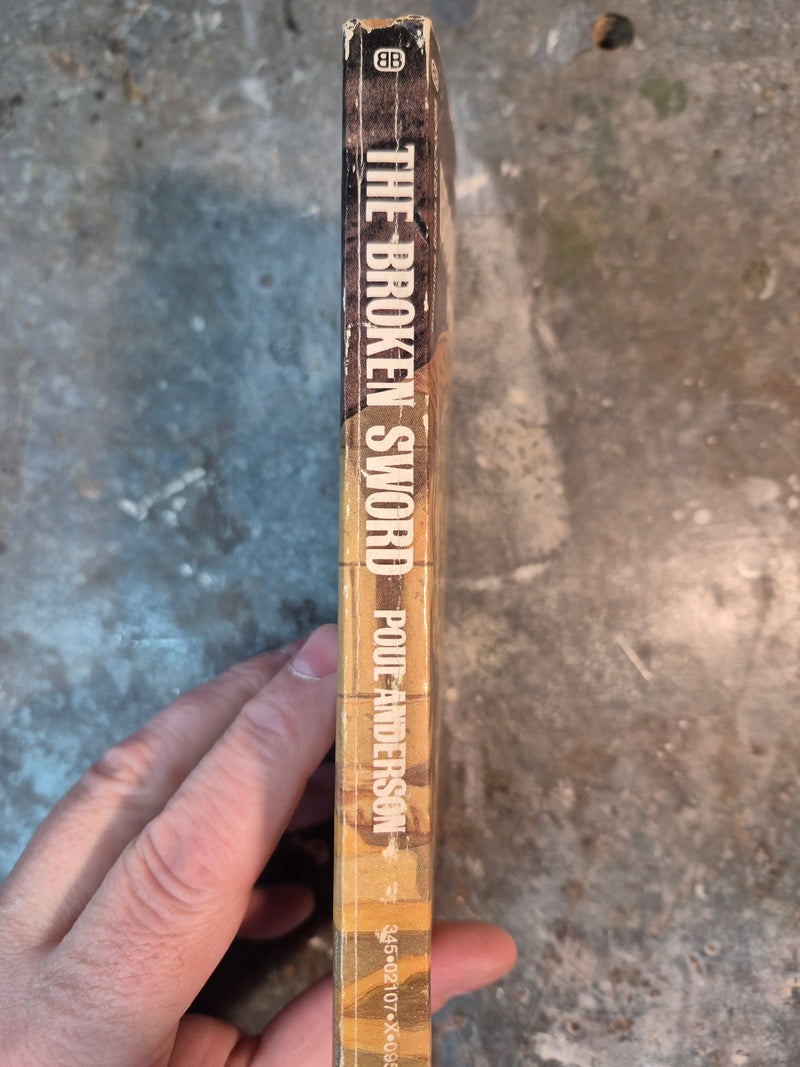 BB
THE BROKEN SWORD
POUL ANDERSON
345•02107•X•095